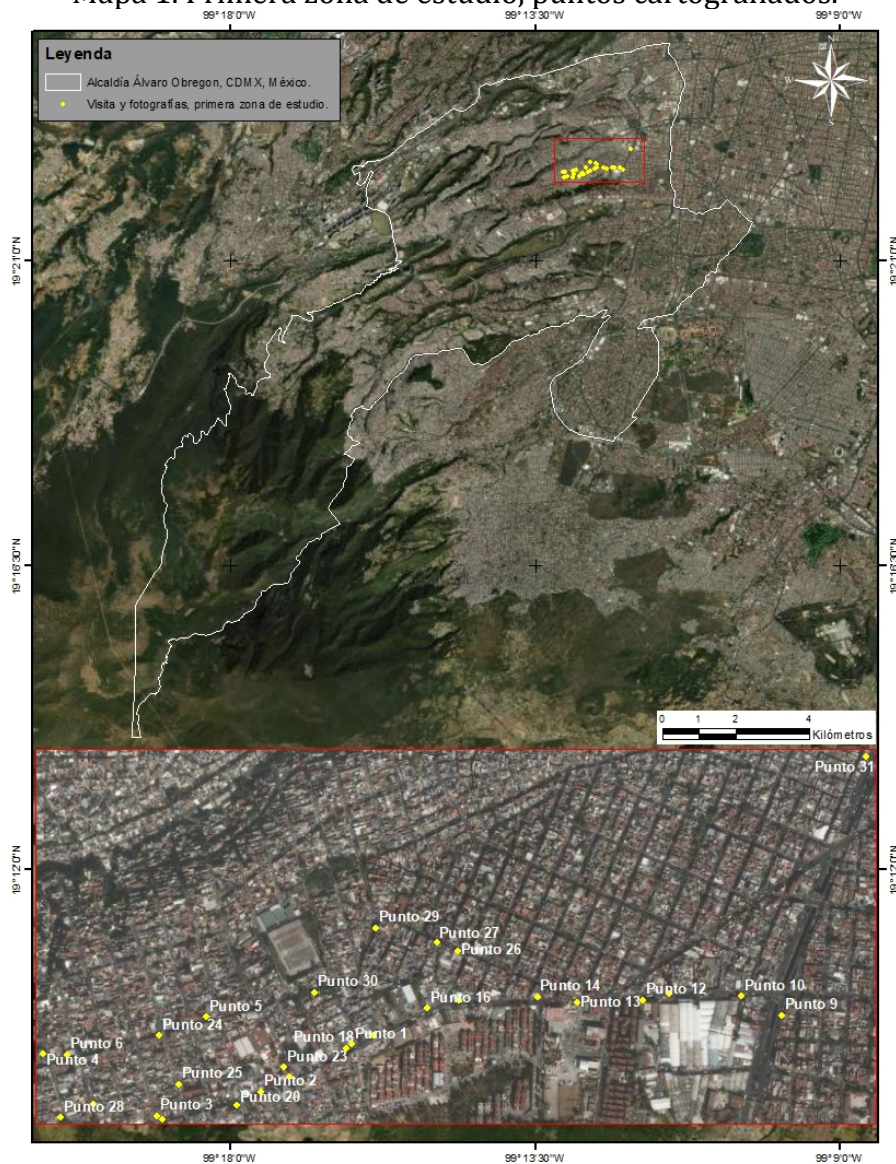 Mapa 1. Primera zona de estudio, puntos cartografiados.
99°18'0"W 99°13'30"W 99°9'0"W
Leyenda
Alcaldía Álvaro Obregon, CDMX, México.
Visita y fotografías, primera zona de estudio.
N
W
E
S
19°21'0"N
19°21'0"N
19°16'30"N
19°16'30"N
0 1 2 4
Kilómetros
Punto 31
19°12'0"N
19°12'0"N
Punto 29
Punto 27
Punto 26
Punto 30
Punto 14
Punto 12
Punto 10
Punto 16
Punto 13
Punto 9
Punto 5
Punto 24
Punto 18
Punto 1
Punto 6
Punto 4
Punto 23
Punto 25
Punto 2
Punto 28
Punto 3
Punto 20
99°18'0"W 99°13'30"W 99°9'0"W